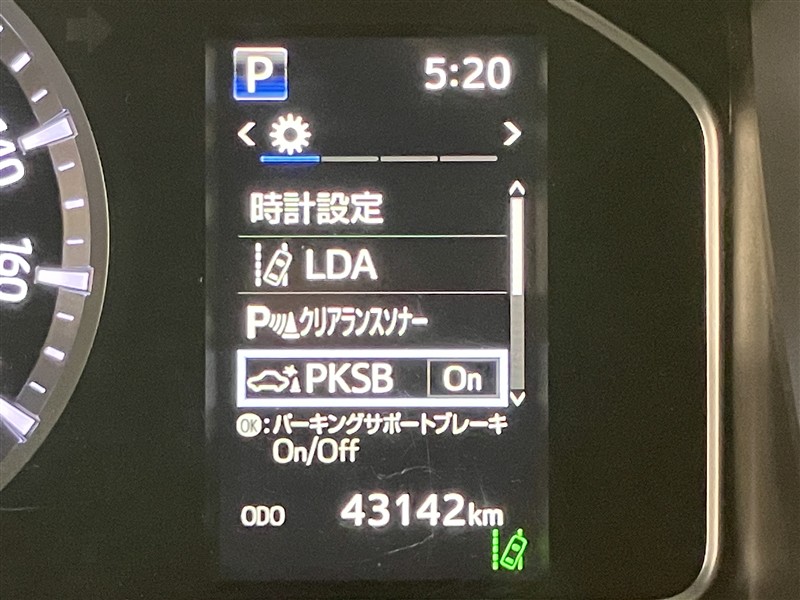 P 5:20
時計設定
LDA
P クリアランスソナー
PKSB On
OK:パーキングサポートブレーキ
On/Off
ODO 43142km
140
160